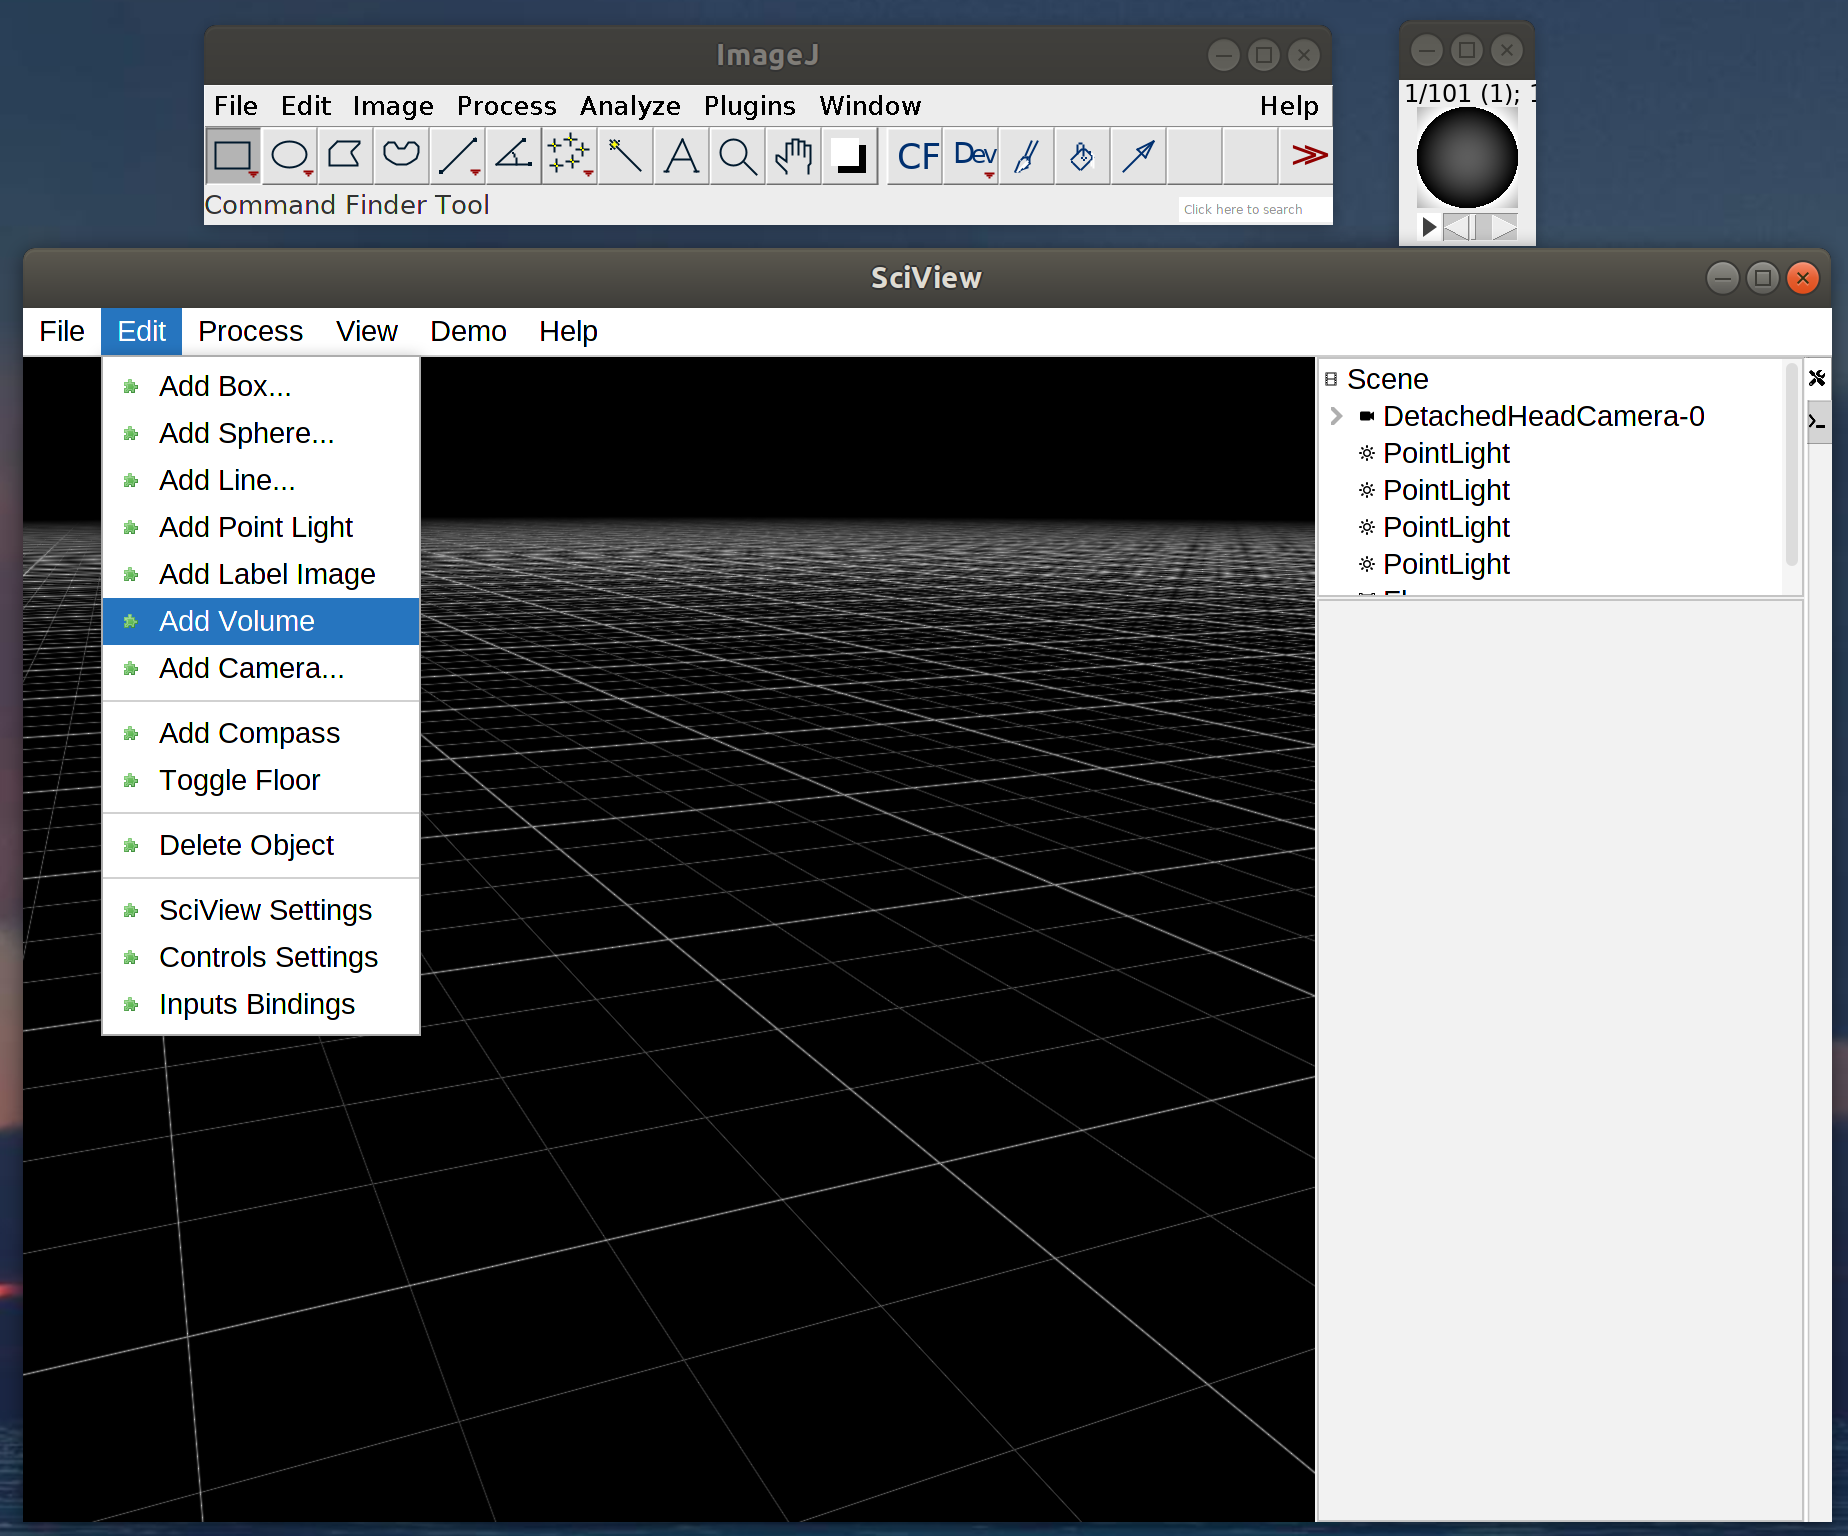 ImageJ
File Edit Image Process Analyze Plugins Window Help
CF Dev
Command Finder Tool
Click here to search
1/101 (1);
SciView
File Edit Process View Demo Help
Add Box...
Add Sphere...
Add Line...
Add Point Light
Add Label Image
Add Volume
Add Camera...
Add Compass
Toggle Floor
Delete Object
SciView Settings
Controls Settings
Inputs Bindings
Scene
DetachedHeadCamera-0
PointLight
PointLight
PointLight
PointLight